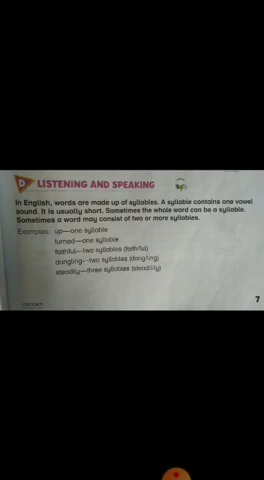 D LISTENING AND SPEAKING
In English, words are made up of syllables. A syllable contains one vowel
sound. It is usually short. Sometimes the whole word can be a syllable.
Sometimes a word may consist of two or more syllables.
Examples: up—one syllable
turned—one syllable
faithful—two syllables (faith/ful)
dangling—two syllables (dang/ling)
steadily—three syllables (stead/i/ly)
7
OXFORD